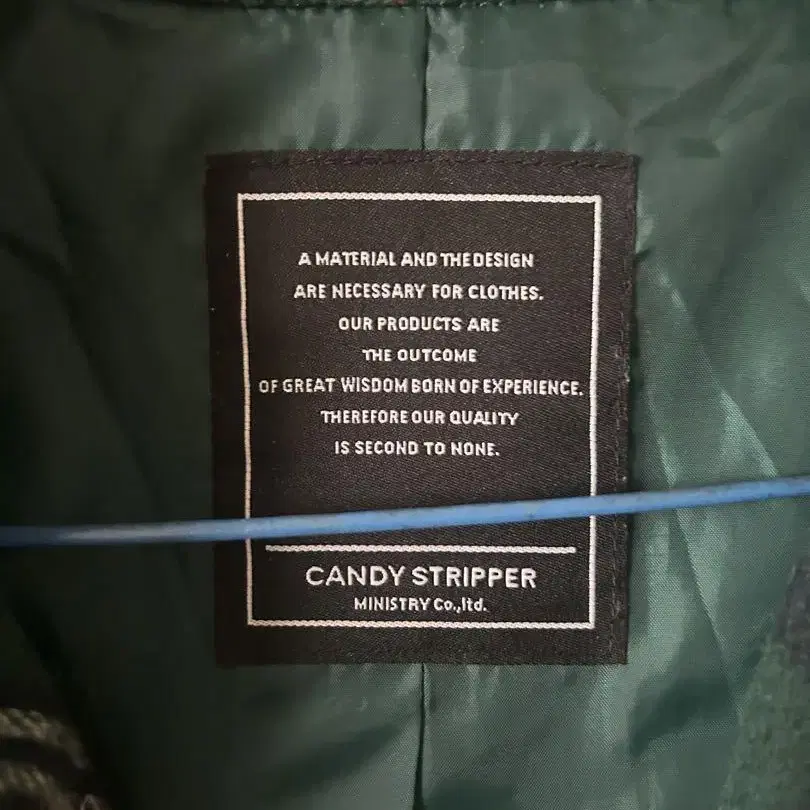 A MATERIAL AND THE DESIGN
ARE NECESSARY FOR CLOTHES.
OUR PRODUCTS ARE
THE OUTCOME
OF GREAT WISDOM BORN OF EXPERIENCE.
THEREFORE OUR QUALITY
IS SECOND TO NONE.
CANDY STRIPPER
MINISTRY Co.,ltd.